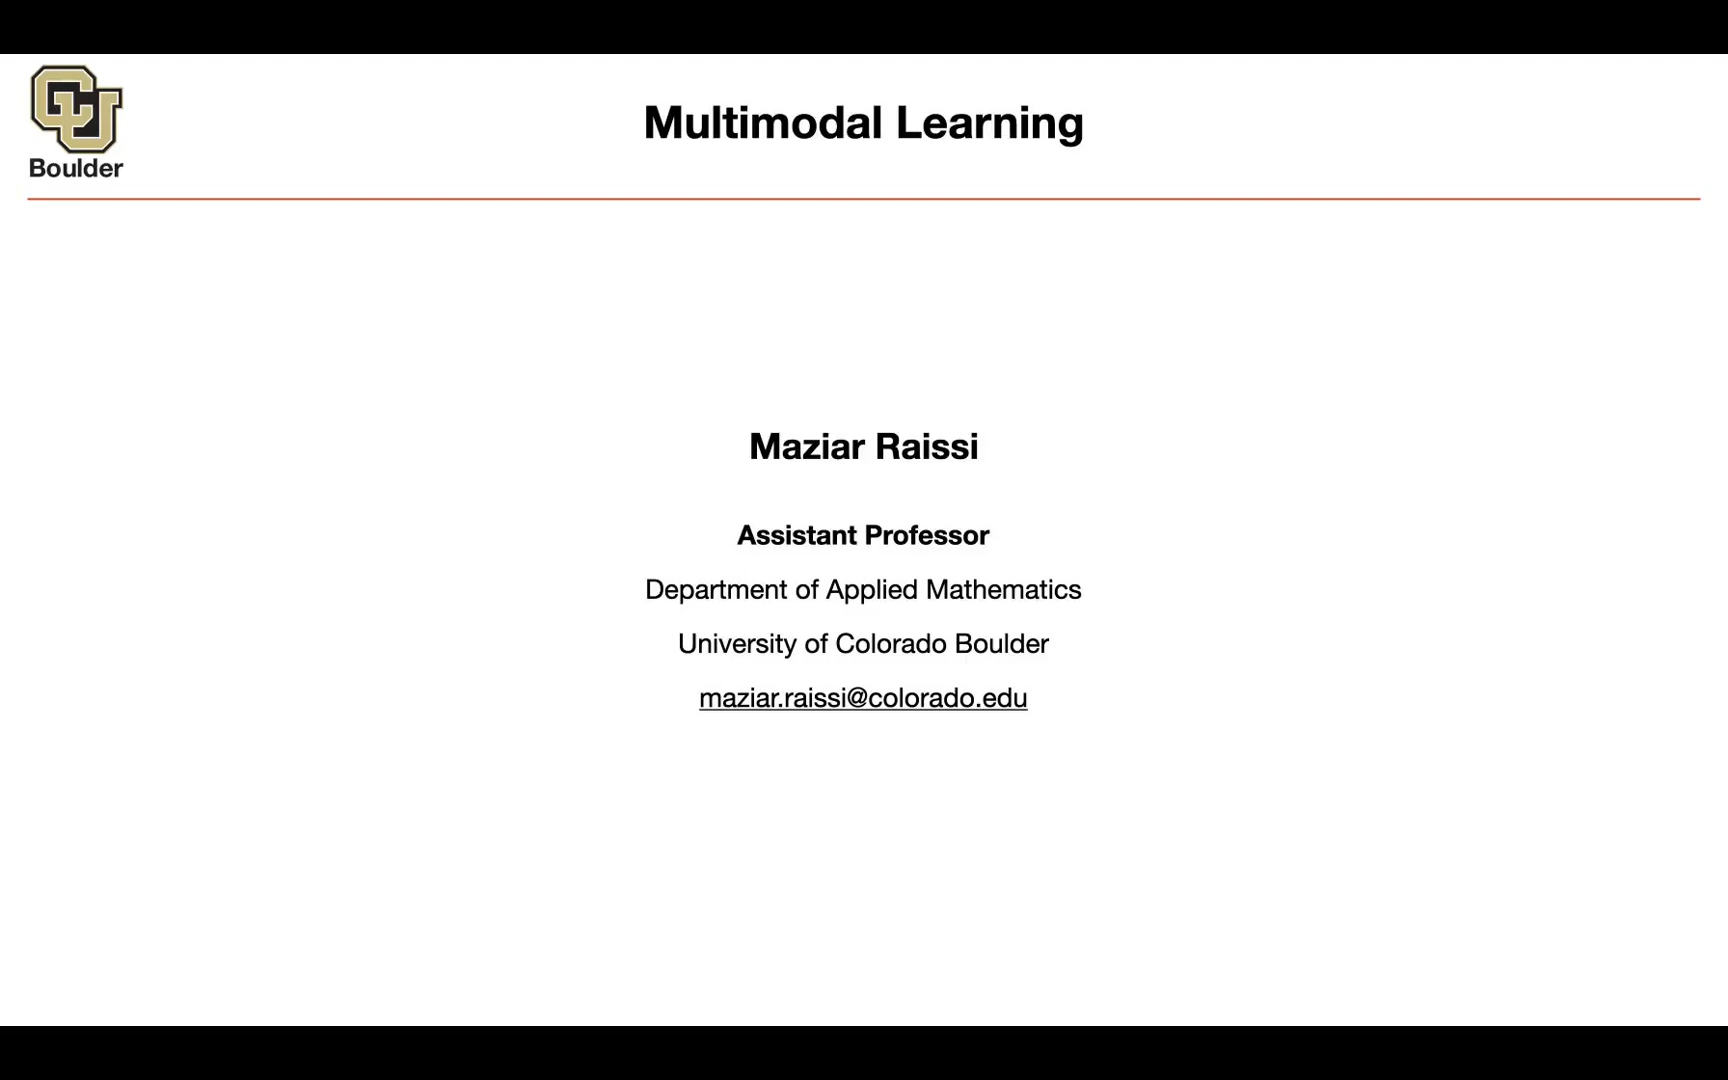 CU
Boulder
Multimodal Learning
Maziar Raissi
Assistant Professor
Department of Applied Mathematics
University of Colorado Boulder
maziar.raissi@colorado.edu